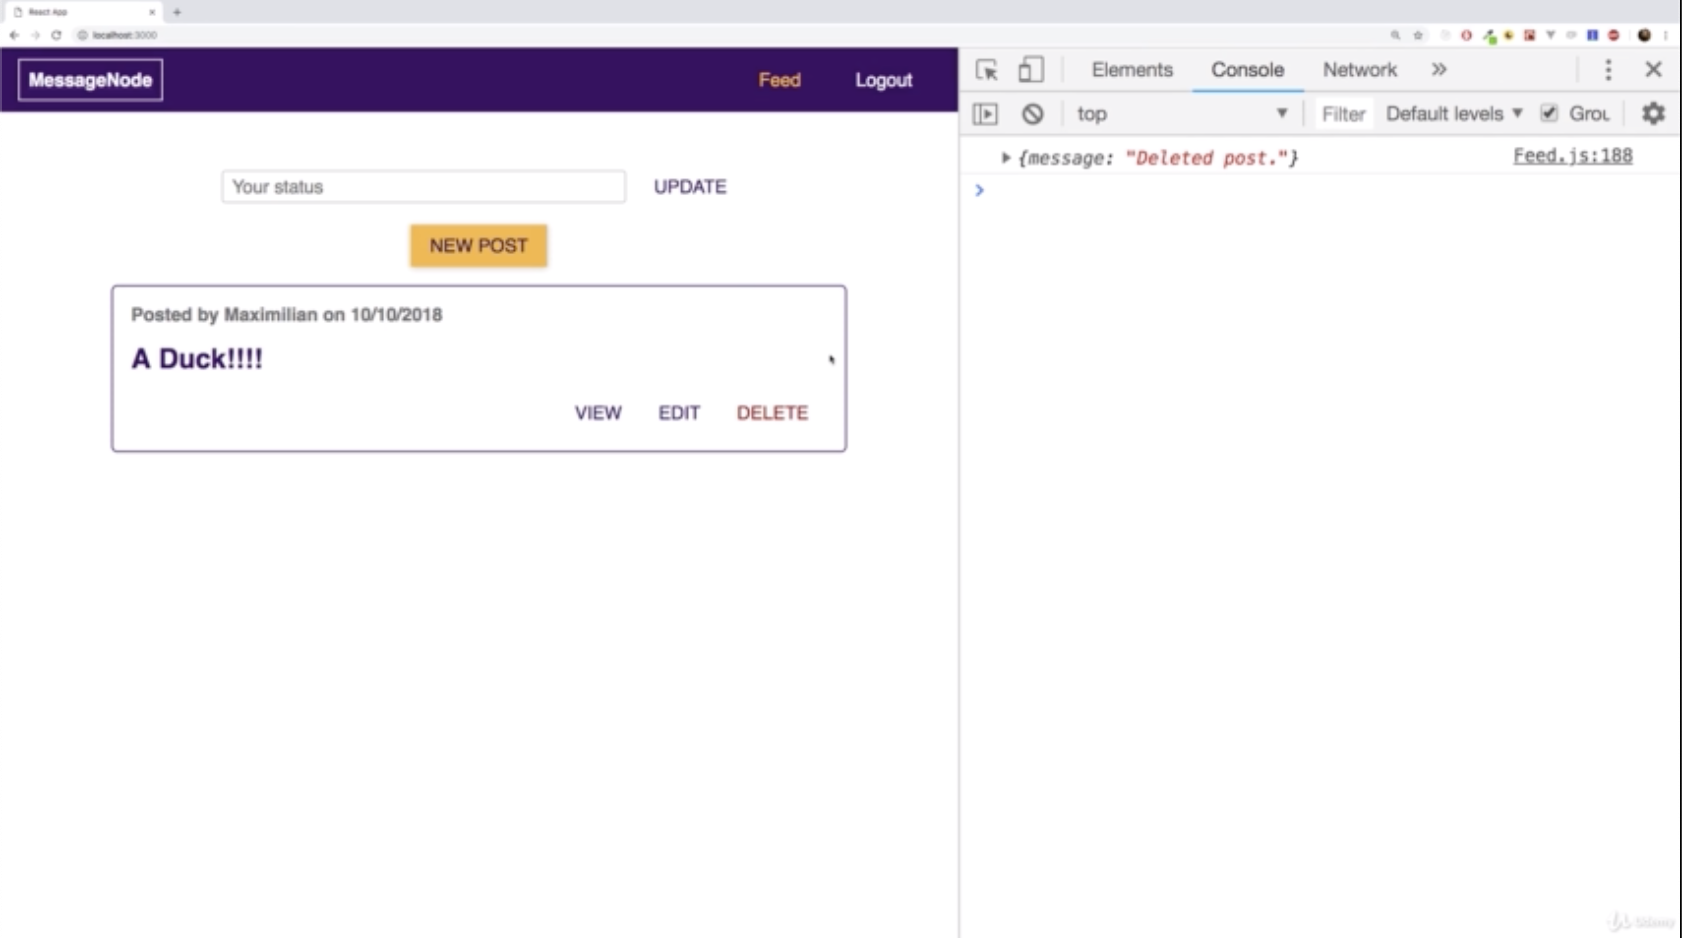 React App
localhost:3000
MessageNode
Feed
Logout
Your status
UPDATE
NEW POST
Posted by Maximilian on 10/10/2018
A Duck!!!!
VIEW
EDIT
DELETE
Elements
Console
Network
top
Filter
Default levels
Grou
{message: "Deleted post."}
Feed.js:188
Udemy